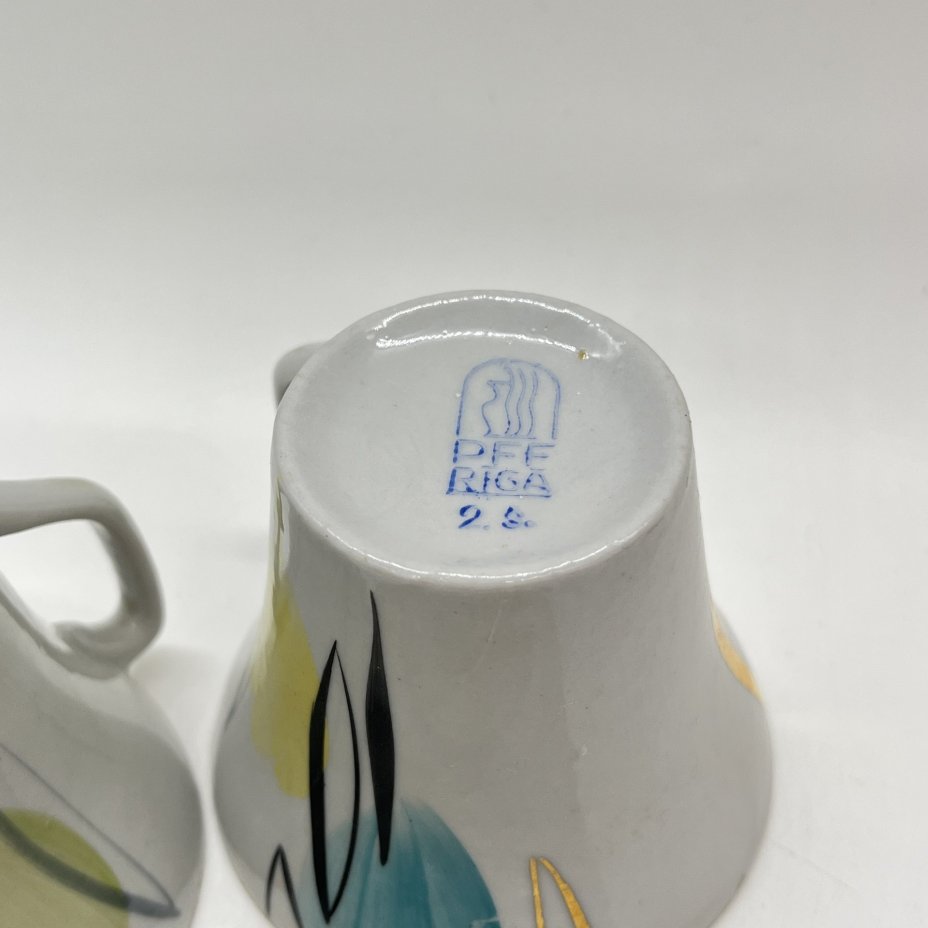 PFF
RIGA
2. s.